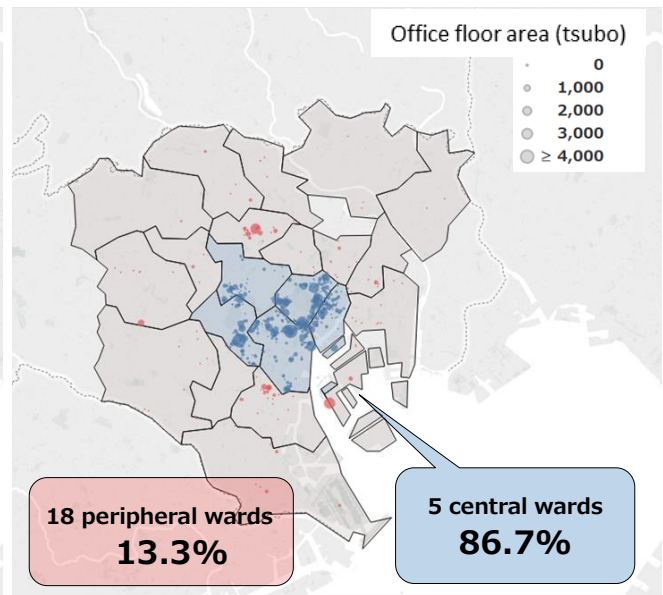 Office floor area (tsubo)
0
1,000
2,000
3,000
≥ 4,000
18 peripheral wards
13.3%
5 central wards
86.7%